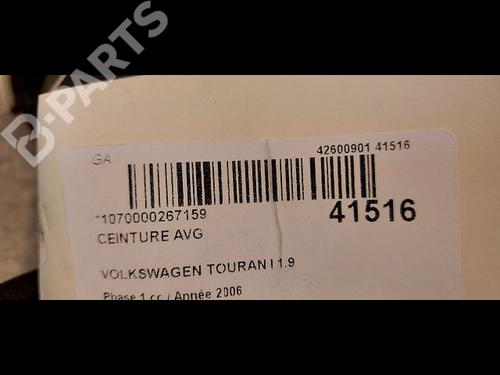 B-PARTS
GA
42600901 41516
*1070000267159
41516
CEINTURE AVG
VOLKSWAGEN TOURAN I 1.9
Phase 1 cc / Année 2006